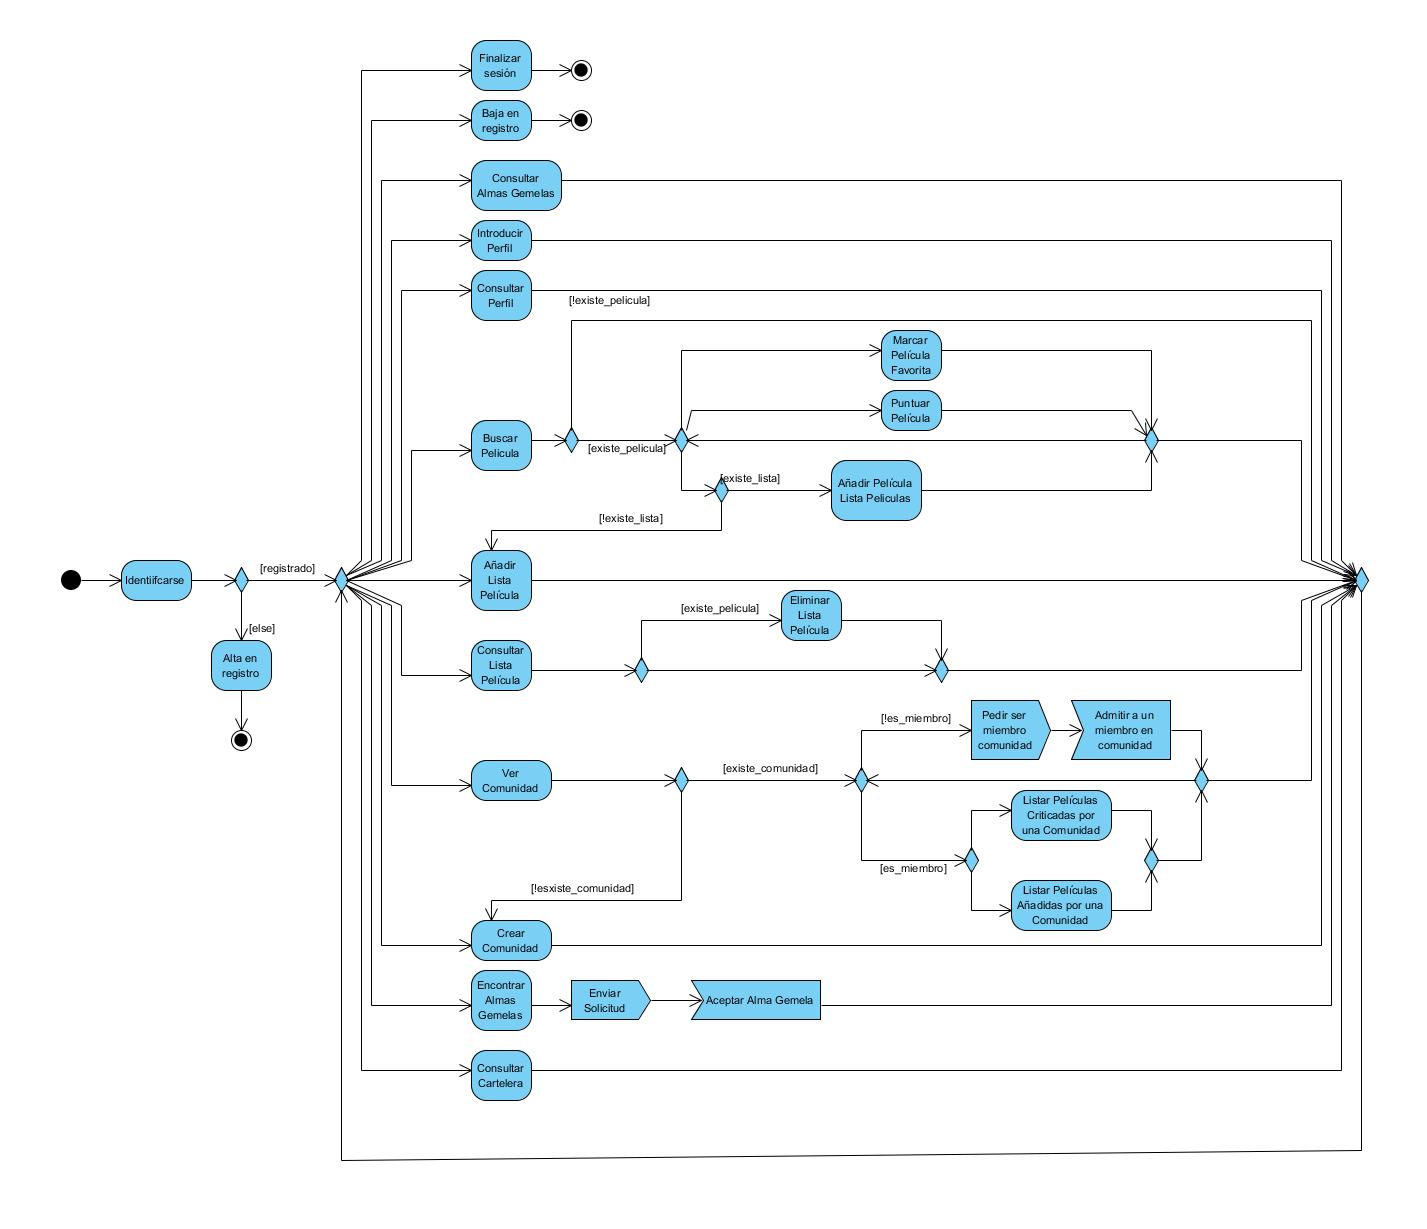 Finalizar
sesión
Baja en
registro
Consultar
Almas Gemelas
Introducir
Perfil
Consultar
Perfil
[!existe_pelicula]
Marcar
Película
Favorita
Puntuar
Película
Buscar
Pelicula
[existe_pelicula]
[existe_lista]
Añadir Película
Lista Peliculas
[!existe_lista]
Identiifcarse
[registrado]
Añadir
Lista
Película
[else]
Alta en
registro
[existe_pelicula]
Eliminar
Lista
Película
Consultar
Lista
Película
[!es_miembro]
Pedir ser
miembro
comunidad
Admitir a un
miembro en
comunidad
Ver
Comunidad
[existe_comunidad]
Listar Películas
Criticadas por
una Comunidad
[es_miembro]
[!esxiste_comunidad]
Listar Películas
Añadidas por una
Comunidad
Crear
Comunidad
Encontrar
Almas
Gemelas
Enviar
Solicitud
Aceptar Alma Gemela
Consultar
Cartelera